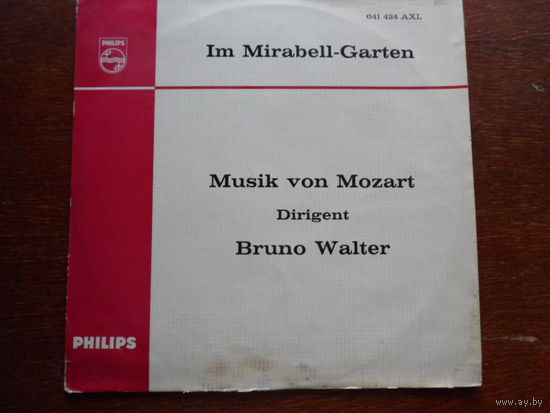 641 424 AXL
PHILIPS
Im Mirabell-Garten
Musik von Mozart
Dirigent
Bruno Walter
PHILIPS
www.ay.by